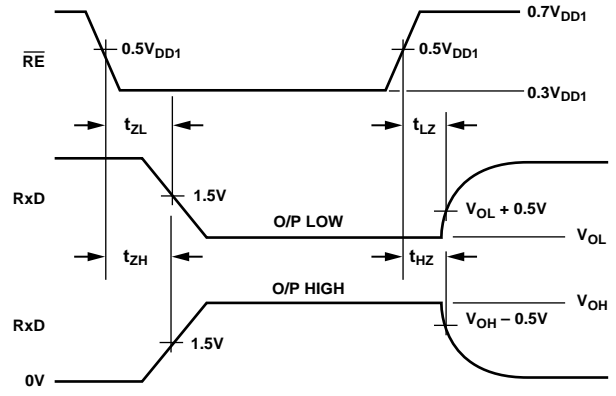 0.7VDD1
RE
0.5VDD1
0.5VDD1
0.3VDD1
tZL
tLZ
RxD
1.5V
VOL + 0.5V
O/P LOW
VOL
tZH
tHZ
O/P HIGH
VOH
RxD
VOH – 0.5V
1.5V
0V